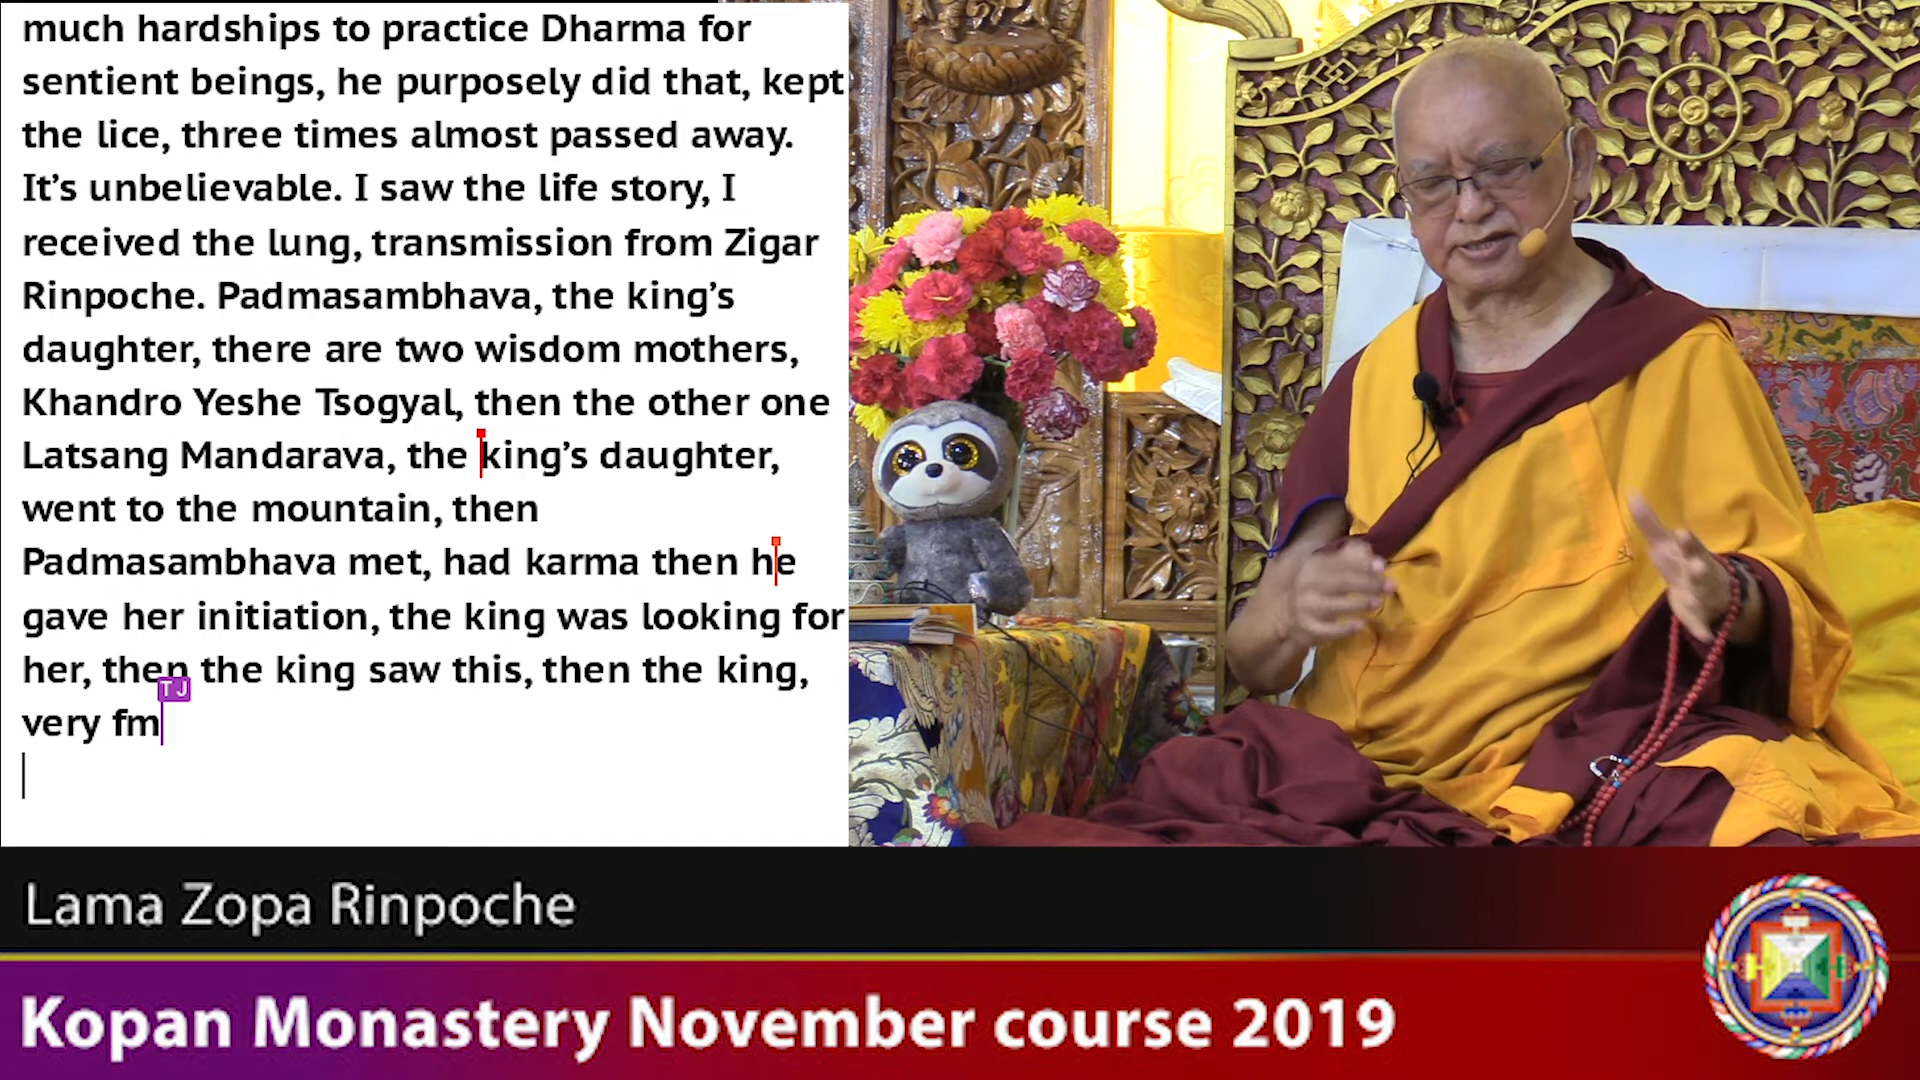 much hardships to practice Dharma for
sentient beings, he purposely did that, kept
the lice, three times almost passed away.
It's unbelievable. I saw the life story, I
received the lung, transmission from Zigar
Rinpoche. Padmasambhava, the king's
daughter, there are two wisdom mothers,
Khandro Yeshe Tsogyal, then the other one
Latsang Mandarava, the king's daughter,
went to the mountain, then
Padmasambhava met, had karma then he
gave her initiation, the king was looking for
her, then the king saw this, then the king,
TJ
very fm
Lama Zopa Rinpoche
Kopan Monastery November course 2019